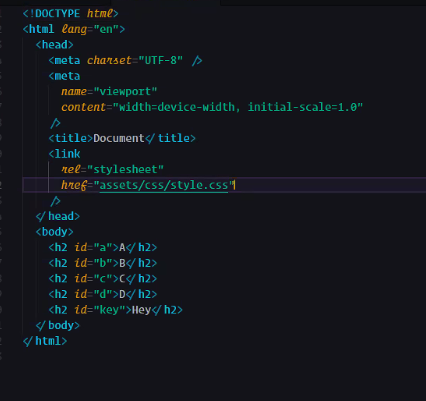 <!DOCTYPE html>
<html lang="en">
<head>
<meta charset="UTF-8" />
<meta
name="viewport"
content="width=device-width, initial-scale=1.0"
/>
<title>Document</title>
<link
rel="stylesheet"
href="assets/css/style.css"
/>
</head>
<body>
<h2 id="a">A</h2>
<h2 id="b">B</h2>
<h2 id="c">C</h2>
<h2 id="d">D</h2>
<h2 id="key">Hey</h2>
</body>
</html>